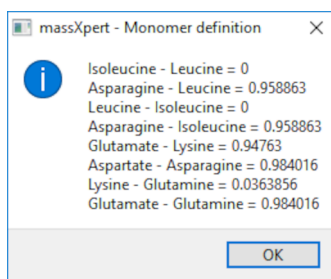 massXpert - Monomer definition
Isoleucine - Leucine = 0
Asparagine - Leucine = 0.958863
Leucine - Isoleucine = 0
Asparagine - Isoleucine = 0.958863
Glutamate - Lysine = 0.94763
Aspartate - Asparagine = 0.984016
Lysine - Glutamine = 0.0363856
Glutamate - Glutamine = 0.984016
OK